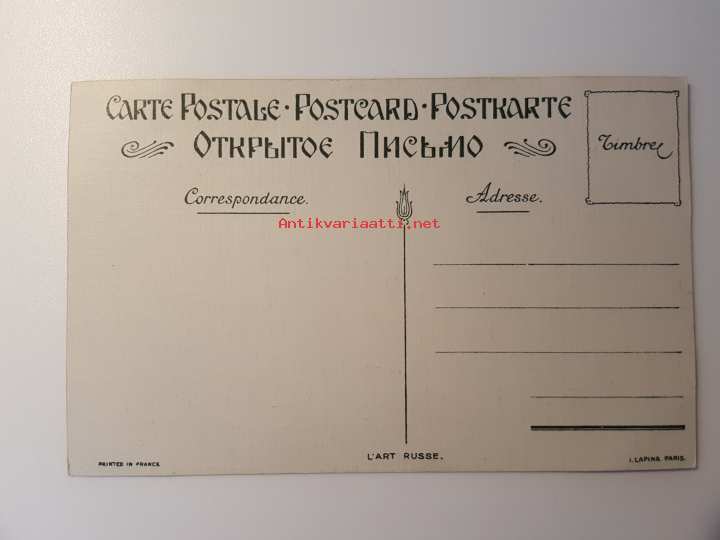 CARTE POSTALE · POSTCARD · POSTKARTE
ОТКРЫТОЕ ПИСЬМО
Timbre
Correspondance.
Adresse.
Antikvariaatti.net
PRINTED IN FRANCE
L'ART RUSSE.
I. LAPINA. PARIS.